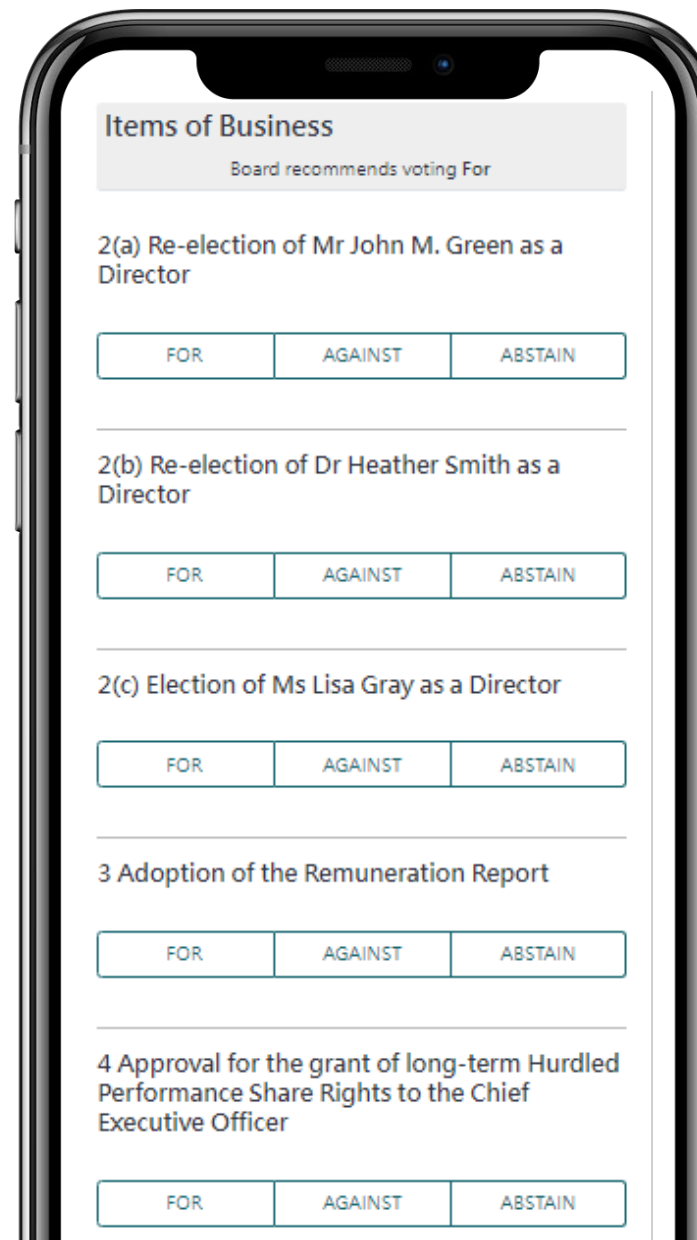 Items of Business
Board recommends voting For
2(a) Re-election of Mr John M. Green as a
Director
FOR AGAINST ABSTAIN
2(b) Re-election of Dr Heather Smith as a
Director
FOR AGAINST ABSTAIN
2(c) Election of Ms Lisa Gray as a Director
FOR AGAINST ABSTAIN
3 Adoption of the Remuneration Report
FOR AGAINST ABSTAIN
4 Approval for the grant of long-term Hurdled
Performance Share Rights to the Chief
Executive Officer
FOR AGAINST ABSTAIN